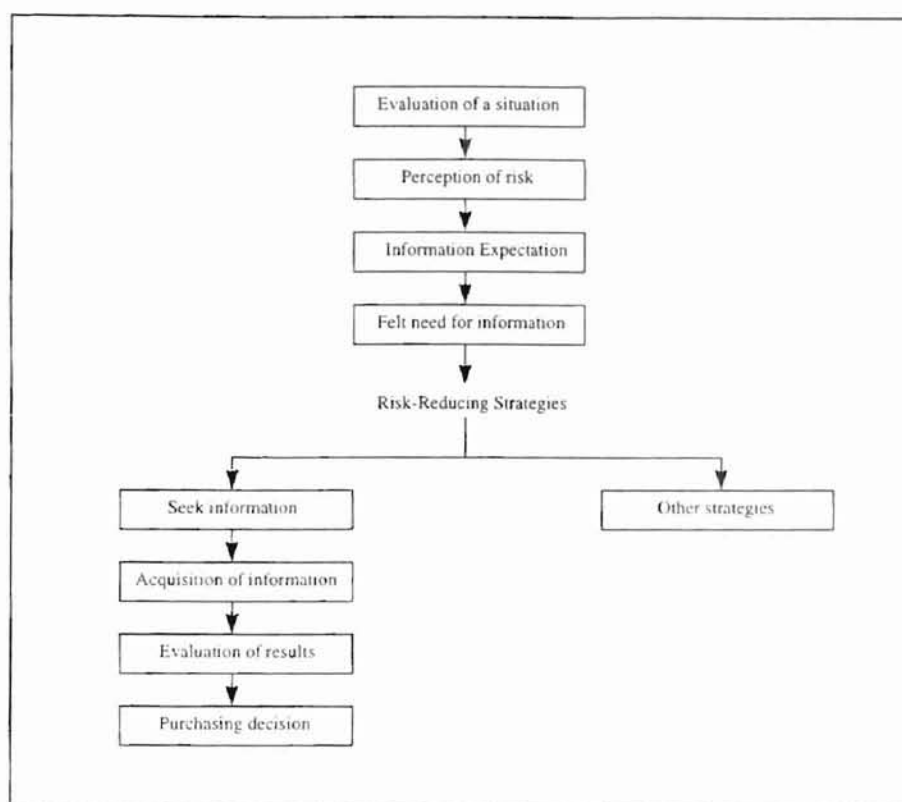 Evaluation of a situation
Perception of risk
Information Expectation
Felt need for information
Risk-Reducing Strategies
Seek information
Other strategies
Acquisition of information
Evaluation of results
Purchasing decision